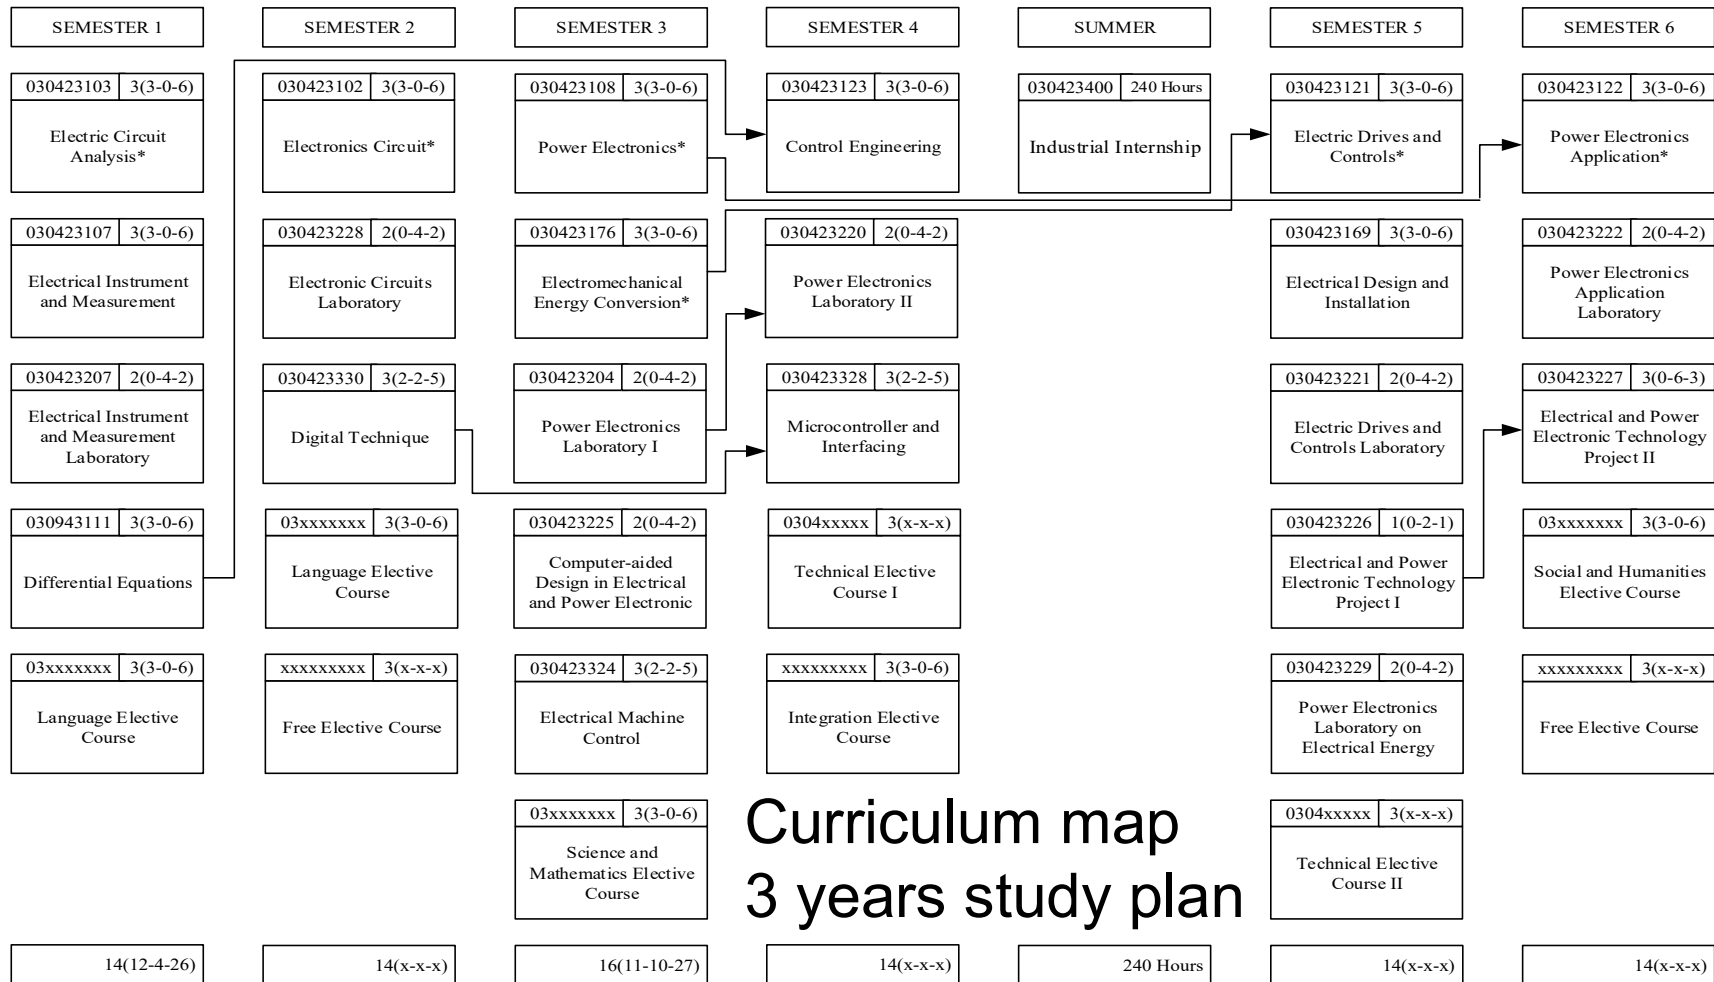 SEMESTER 1
SEMESTER 2
SEMESTER 3
SEMESTER 4
SUMMER
SEMESTER 5
SEMESTER 6
030423103 3(3-0-6)
Electric Circuit
Analysis*
030423102 3(3-0-6)
Electronics Circuit*
030423108 3(3-0-6)
Power Electronics*
030423123 3(3-0-6)
Control Engineering
030423400 240 Hours
Industrial Internship
030423121 3(3-0-6)
Electric Drives and
Controls*
030423122 3(3-0-6)
Power Electronics
Application*
030423107 3(3-0-6)
Electrical Instrument
and Measurement
030423228 2(0-4-2)
Electronic Circuits
Laboratory
030423176 3(3-0-6)
Electromechanical
Energy Conversion*
030423220 2(0-4-2)
Power Electronics
Laboratory II
030423169 3(3-0-6)
Electrical Design and
Installation
030423222 2(0-4-2)
Power Electronics
Application
Laboratory
030423207 2(0-4-2)
Electrical Instrument
and Measurement
Laboratory
030423330 3(2-2-5)
Digital Technique
030423204 2(0-4-2)
Power Electronics
Laboratory I
030423328 3(2-2-5)
Microcontroller and
Interfacing
030423221 2(0-4-2)
Electric Drives and
Controls Laboratory
030423227 3(0-6-3)
Electrical and Power
Electronic Technology
Project II
030943111 3(3-0-6)
Differential Equations
03xxxxxxx 3(3-0-6)
Language Elective
Course
030423225 2(0-4-2)
Computer-aided
Design in Electrical
and Power Electronic
0304xxxxx 3(x-x-x)
Technical Elective
Course I
030423226 1(0-2-1)
Electrical and Power
Electronic Technology
Project I
03xxxxxxx 3(3-0-6)
Social and Humanities
Elective Course
03xxxxxxx 3(3-0-6)
Language Elective
Course
xxxxxxxxx 3(x-x-x)
Free Elective Course
030423324 3(2-2-5)
Electrical Machine
Control
xxxxxxxxx 3(3-0-6)
Integration Elective
Course
030423229 2(0-4-2)
Power Electronics
Laboratory on
Electrical Energy
xxxxxxxxx 3(x-x-x)
Free Elective Course
03xxxxxxx 3(3-0-6)
Science and
Mathematics Elective
Course
Curriculum map
3 years study plan
0304xxxxx 3(x-x-x)
Technical Elective
Course II
14(12-4-26)
14(x-x-x)
16(11-10-27)
14(x-x-x)
240 Hours
14(x-x-x)
14(x-x-x)